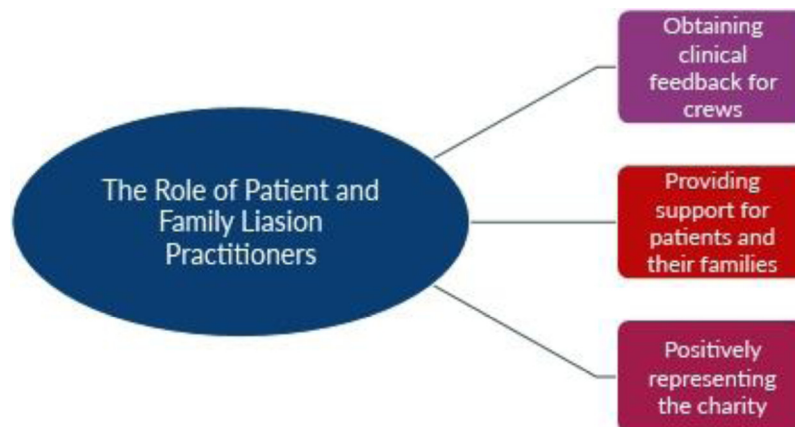 The Role of Patient and
Family Liasion
Practitioners
Obtaining
clinical
feedback for
crews
Providing
support for
patients and
their families
Positively
representing
the charity